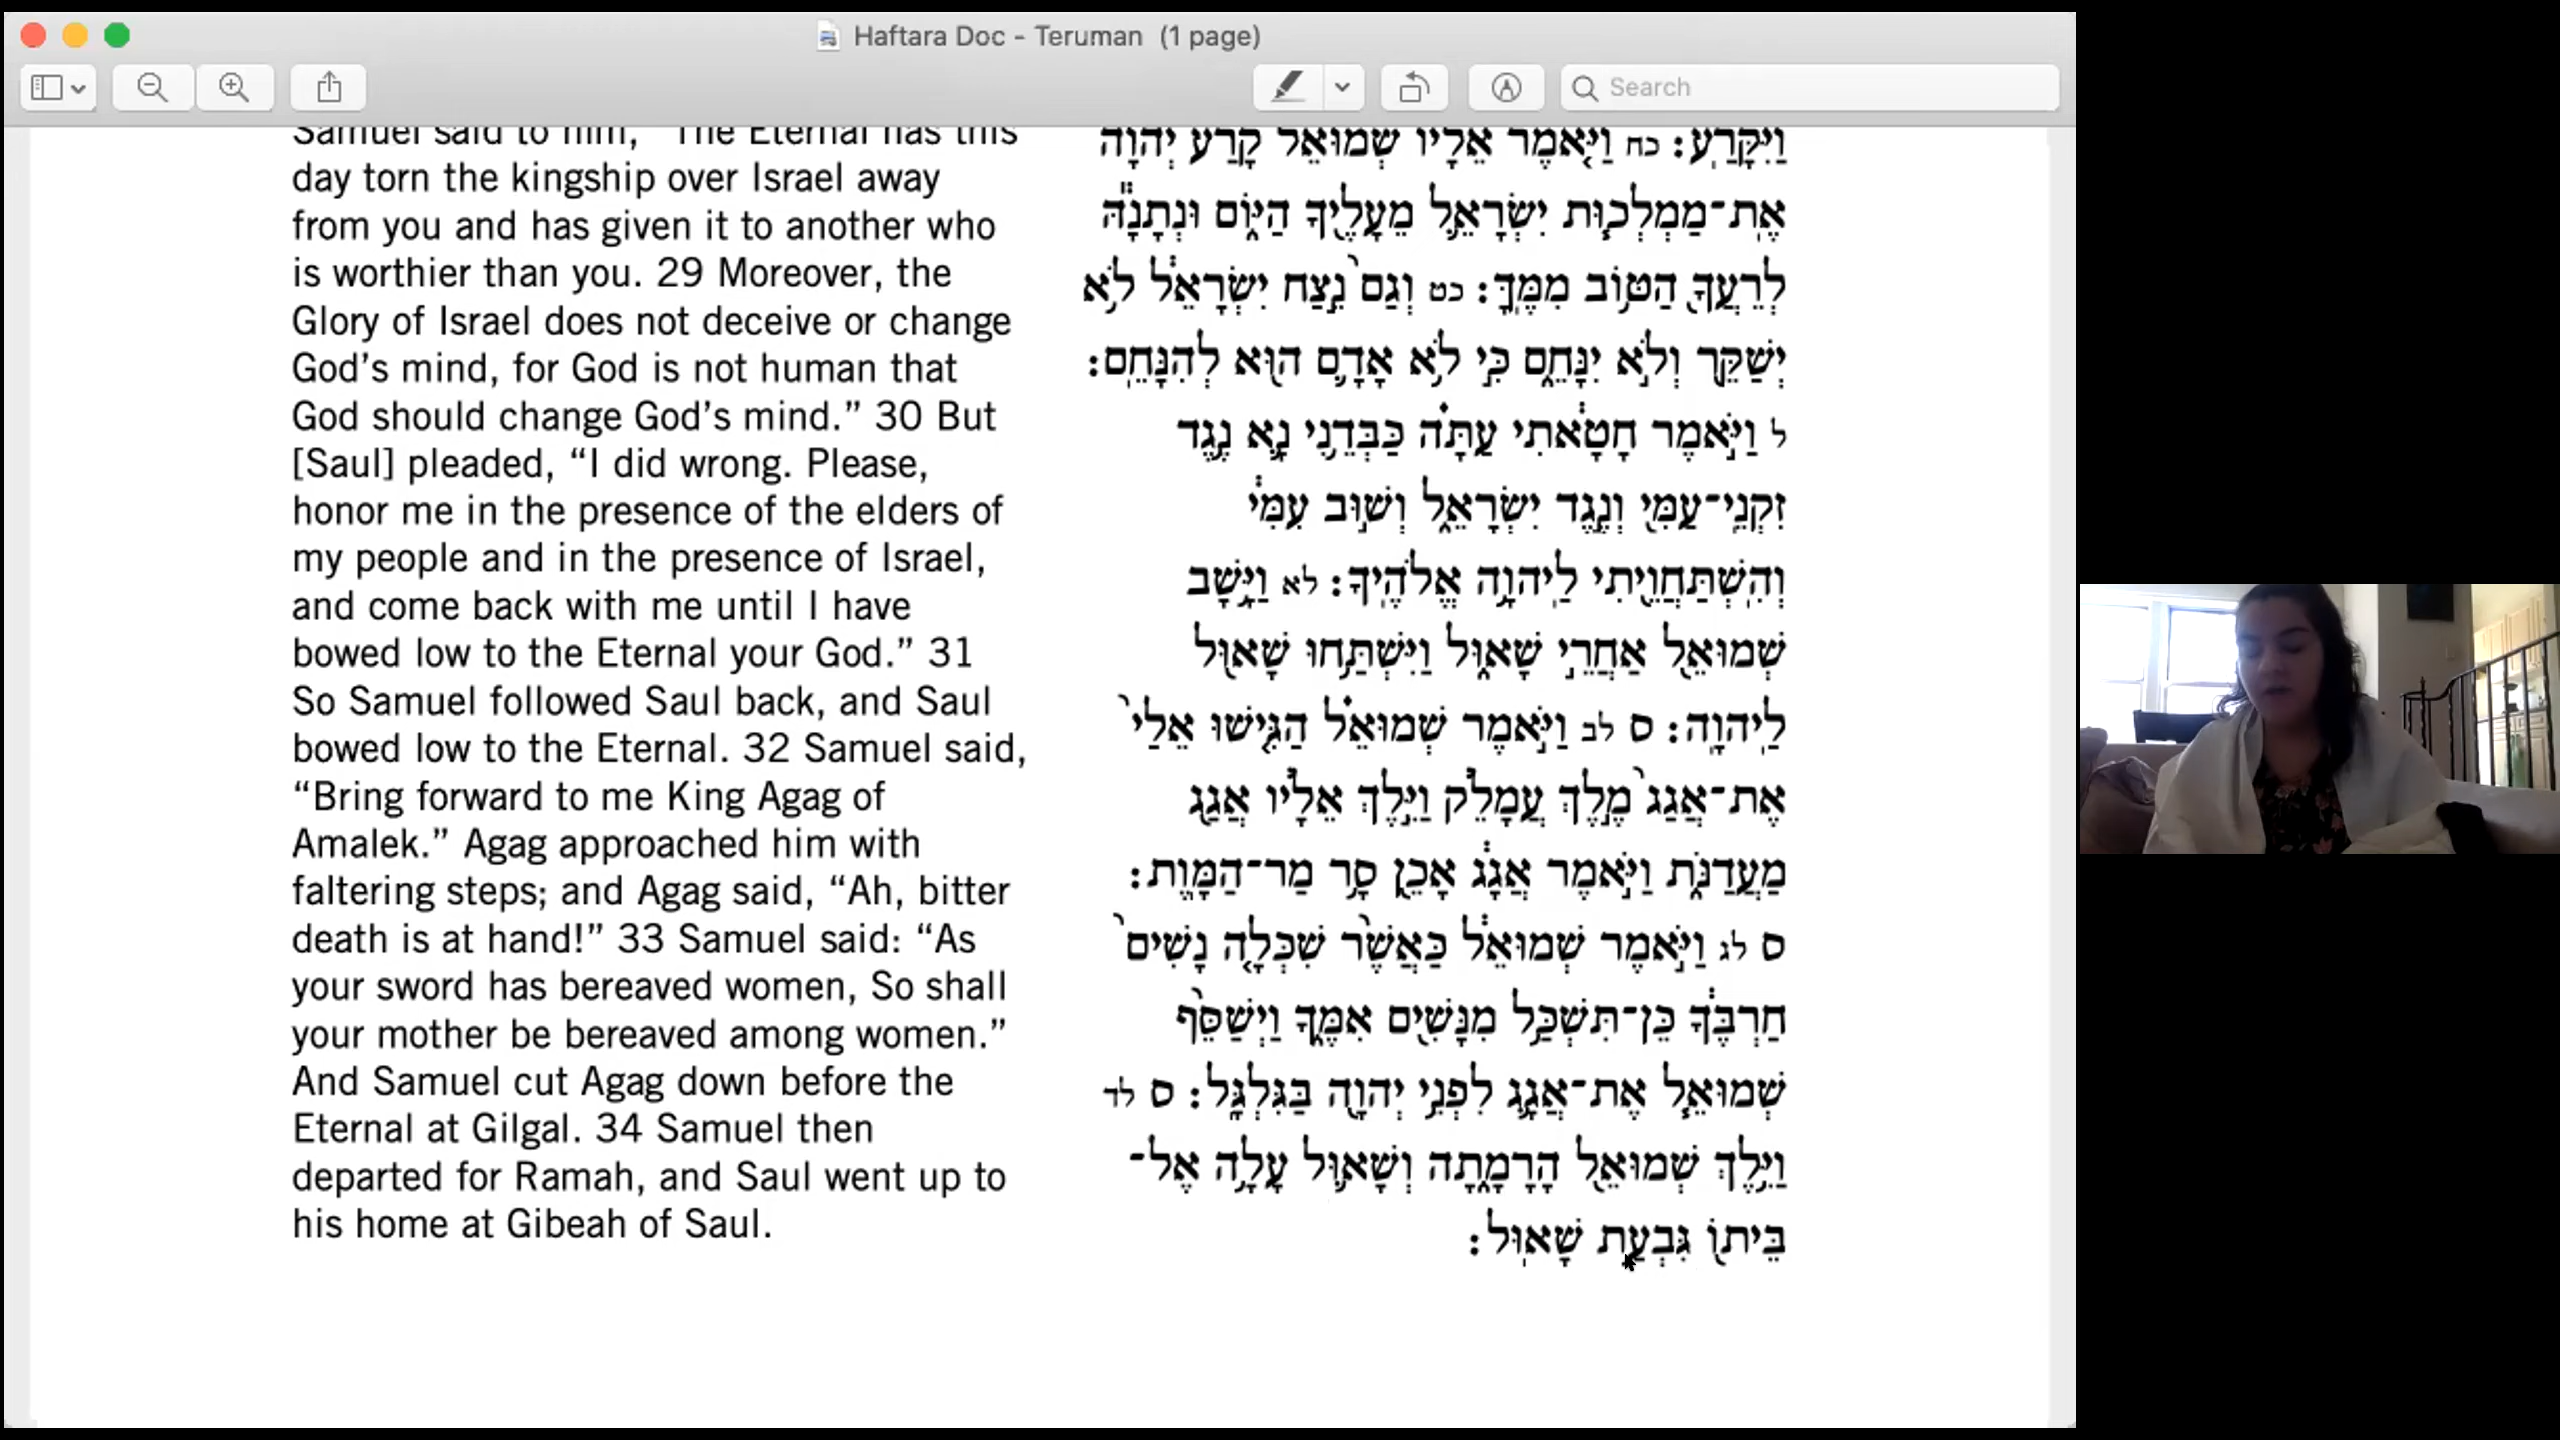 Haftara Doc - Teruman (1 page)
Search
Samuel said to him, "The Eternal has this
day torn the kingship over Israel away
from you and has given it to another who
is worthier than you. 29 Moreover, the
Glory of Israel does not deceive or change
God's mind, for God is not human that
God should change God's mind.” 30 But
[Saul] pleaded, “I did wrong. Please,
honor me in the presence of the elders of
my people and in the presence of Israel,
and come back with me until I have
bowed low to the Eternal your God.” 31
So Samuel followed Saul back, and Saul
bowed low to the Eternal. 32 Samuel said,
“Bring forward to me King Agag of
Amalek.” Agag approached him with
faltering steps; and Agag said, “Ah, bitter
death is at hand!” 33 Samuel said: “As
your sword has bereaved women, So shall
your mother be bereaved among women.”
And Samuel cut Agag down before the
Eternal at Gilgal. 34 Samuel then
departed for Ramah, and Saul went up to
his home at Gibeah of Saul.
וַיִּקָּרַֽע׃ כח וַיֹּ֤אמֶר אֵלָיו֙ שְׁמוּאֵ֔ל קָרַ֨ע יְהוָ֜ה
אֶֽת־מַמְלְכ֧וּת יִשְׂרָאֵ֛ל מֵעָלֶ֖יךָ הַיּ֑וֹם וּנְתָנָ֕הּ
לְרֵעֲךָ֖ הַטּ֥וֹב מִמֶּֽךָּ׃ כט וְגַם֙ נֵ֣צַח יִשְׂרָאֵ֔ל לֹ֥א
יְשַׁקֵּ֖ר וְלֹ֣א יִנָּחֵ֑ם כִּ֣י לֹ֥א אָדָ֛ם ה֖וּא לְהִנָּחֵֽם׃
ל וַיֹּ֣אמֶר חָטָ֔אתִי עַתָּ֗ה כַּבְּדֵ֥נִי נָ֛א נֶ֥גֶד
זִקְנֵֽי־עַמִּ֖י וְנֶ֣גֶד יִשְׂרָאֵ֑ל וְשׁ֣וּב עִמִּ֔י
וְהִֽשְׁתַּחֲוֵ֖יתִי לַֽיהוָ֥ה אֱלֹהֶֽיךָ׃ לא וַיָּ֥שָׁב
שְׁמוּאֵ֖ל אַחֲרֵ֣י שָׁא֑וּל וַיִּשְׁתַּ֥חוּ שָׁא֖וּל
לַֽיהוָֽה׃ ס לב וַיֹּ֣אמֶר שְׁמוּאֵ֗ל הַגִּ֤ישׁוּ אֵלַי֙
אֶת־אֲגַג֙ מֶ֣לֶךְ עֲמָלֵ֔ק וַיֵּ֣לֶךְ אֵלָ֔יו אֲגַ֖ג
מַעֲדַנֹּ֑ת וַיֹּ֣אמֶר אֲגָ֔ג אָכֵ֖ן סָ֥ר מַר־הַמָּֽוֶת׃
ס לג וַיֹּ֣אמֶר שְׁמוּאֵ֔ל כַּאֲשֶׁ֨ר שִׁכְּלָ֤ה נָשִׁים֙
חַרְבֶּ֔ךָ כֵּן־תִּשְׁכַּ֥ל מִנָּשִׁ֖ים אִמֶּ֑ךָ וַיְשַׁסֵּ֨ף
שְׁמוּאֵ֧ל אֶת־אֲגָ֛ג לִפְנֵ֥י יְהוָ֖ה בַּגִּלְגָּֽל׃ ס לד
וַיֵּ֥לֶךְ שְׁמוּאֵ֖ל הָרָמָ֑תָה וְשָׁא֛וּל עָלָ֥ה אֶל־
בֵּית֖וֹ גִּבְעַ֥ת שָׁאֽוּל׃